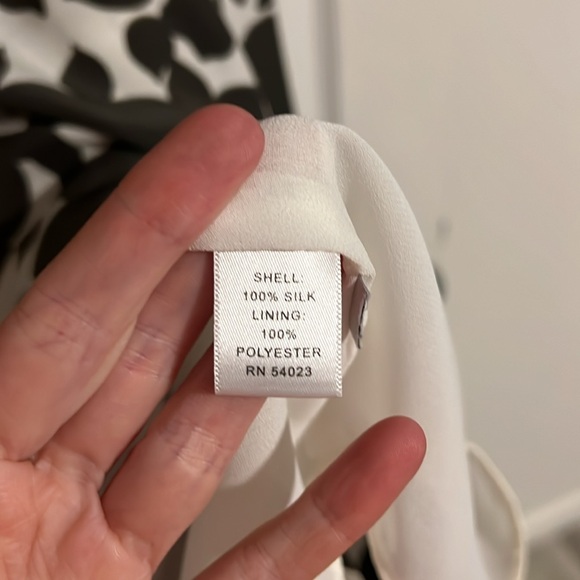 SHELL:
100% SILK
LINING:
100%
POLYESTER
RN 54023